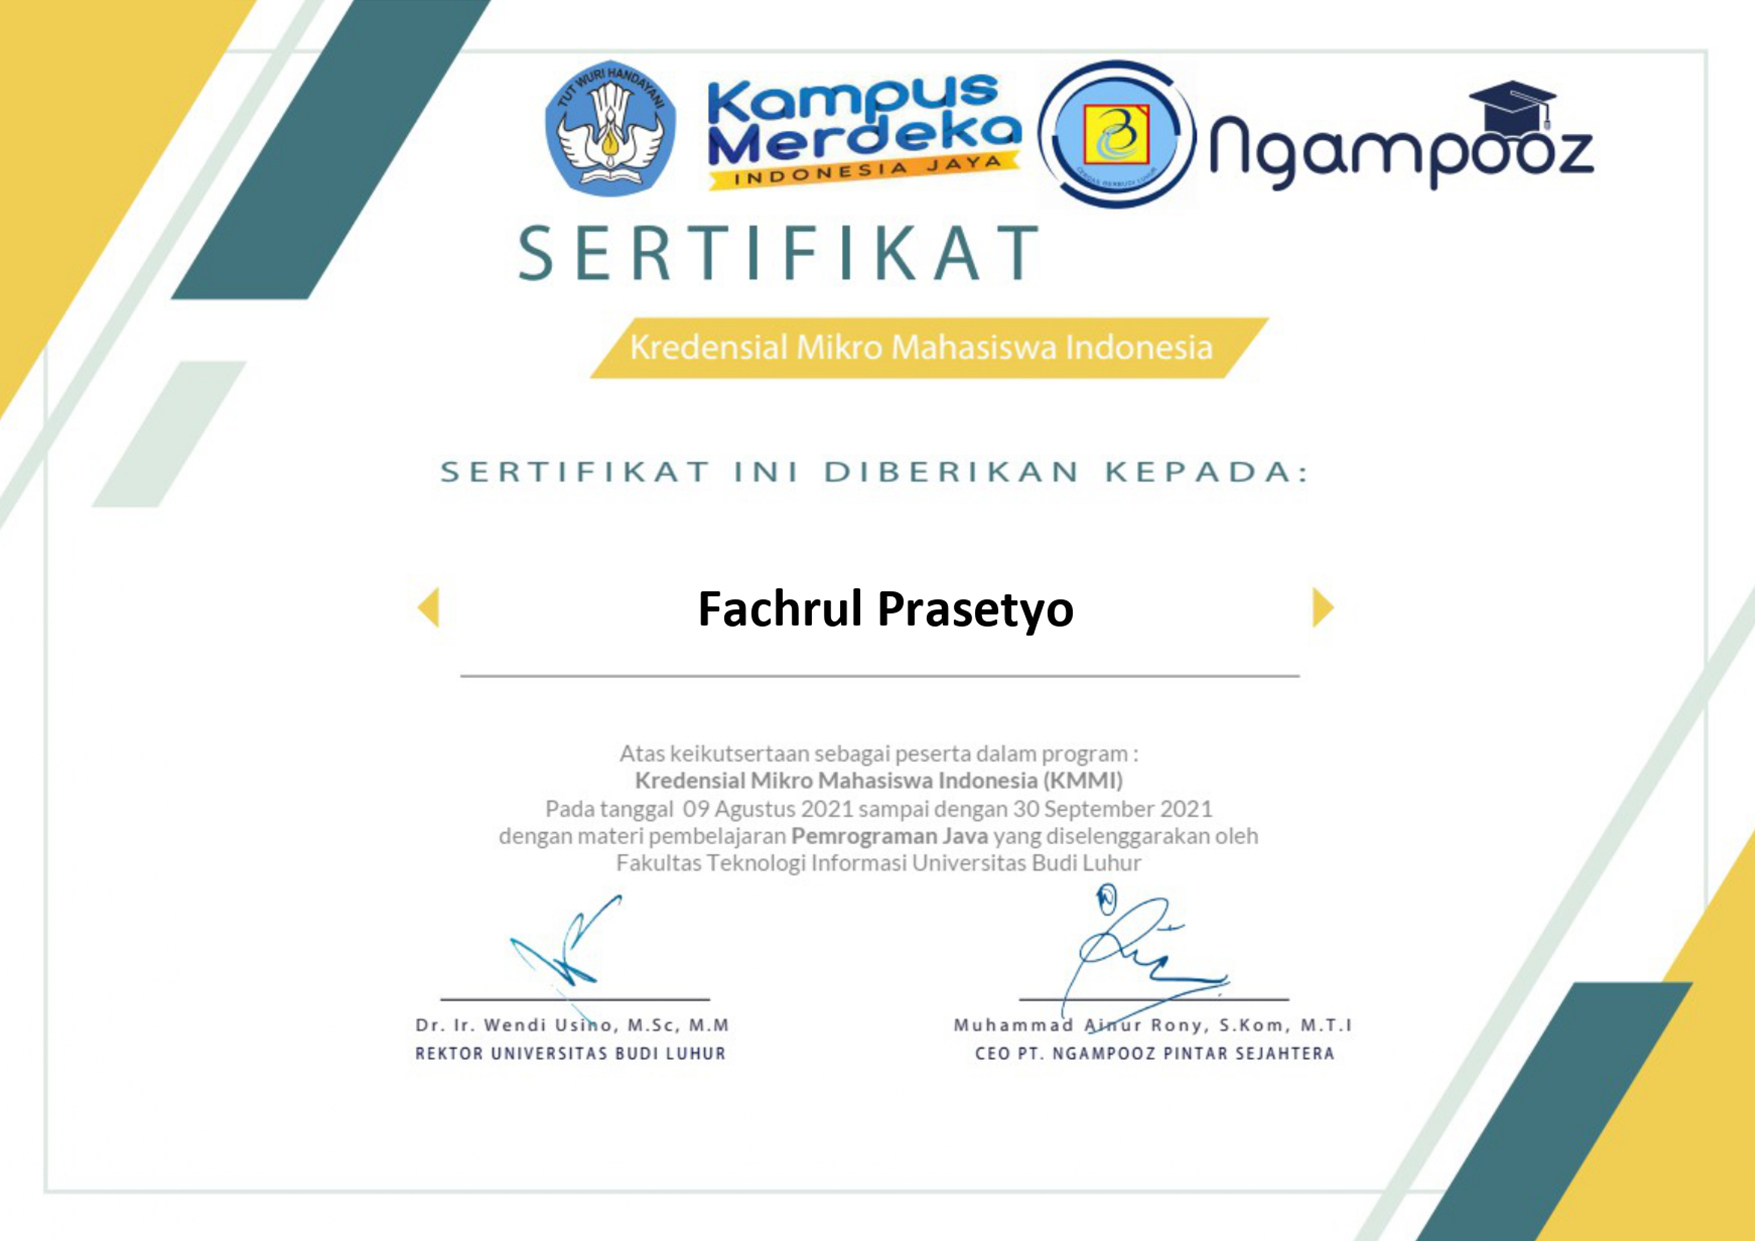 TUT WURI HANDAYANI
Kampus
Merdeka
INDONESIA JAYA
Ngampooz
SERTIFIKAT
Kredensial Mikro Mahasiswa Indonesia
SERTIFIKAT INI DIBERIKAN KEPADA:
Fachrul Prasetyo
Atas keikutsertaan sebagai peserta dalam program :
Kredensial Mikro Mahasiswa Indonesia (KMMI)
Pada tanggal 09 Agustus 2021 sampai dengan 30 September 2021
dengan materi pembelajaran Pemrograman Java yang diselenggarakan oleh
Fakultas Teknologi Informasi Universitas Budi Luhur
Dr. Ir. Wendi Usino, M.Sc, M.M
REKTOR UNIVERSITAS BUDI LUHUR
Muhammad Ainur Rony, S.Kom, M.T.I
CEO PT. NGAMPOOZ PINTAR SEJAHTERA